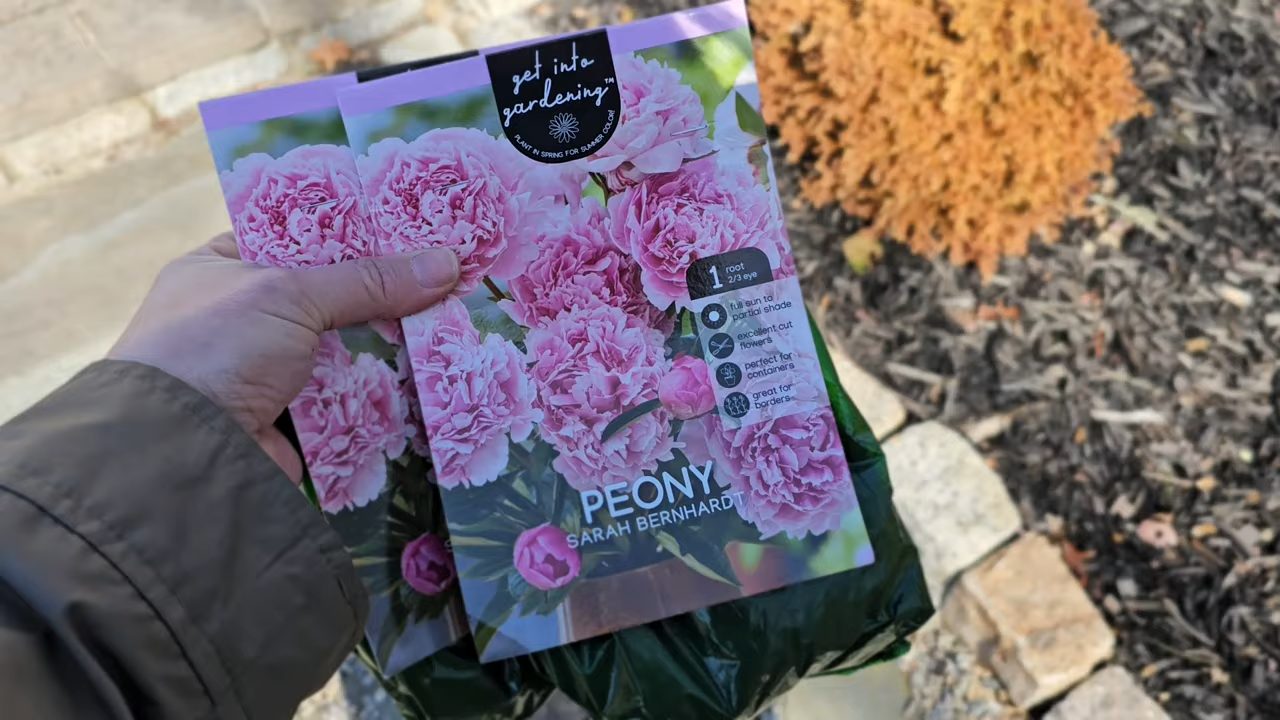 get into
gardening™
PLANT IN SPRING FOR SUMMER COLOR!
1 root
2/3 eye
full sun to
partial shade
excellent cut
flowers
perfect for
containers
great for
borders
PEONY
SARAH BERNHARDT